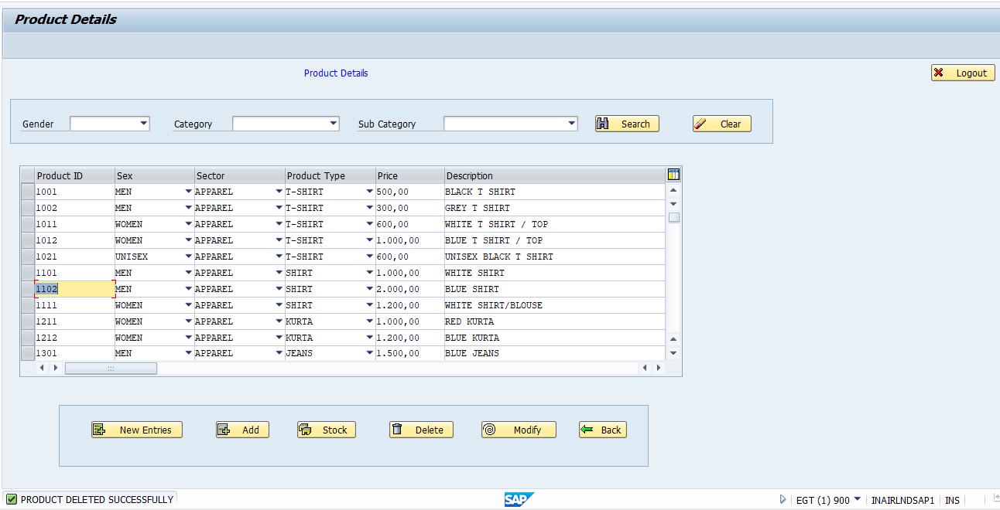 Product Details
Product Details
Logout
Gender Category Sub Category Search Clear
Product ID Sex Sector Product Type Price Description
1001 MEN APPAREL T-SHIRT 500,00 BLACK T SHIRT
1002 MEN APPAREL T-SHIRT 300,00 GREY T SHIRT
1011 WOMEN APPAREL T-SHIRT 600,00 WHITE T SHIRT / TOP
1012 WOMEN APPAREL T-SHIRT 1.000,00 BLUE T SHIRT / TOP
1021 UNISEX APPAREL T-SHIRT 600,00 UNISEX BLACK T SHIRT
1101 MEN APPAREL SHIRT 1.000,00 WHITE SHIRT
1102 MEN APPAREL SHIRT 2.000,00 BLUE SHIRT
1111 WOMEN APPAREL SHIRT 1.200,00 WHITE SHIRT/BLOUSE
1211 WOMEN APPAREL KURTA 1.000,00 RED KURTA
1212 WOMEN APPAREL KURTA 1.200,00 BLUE KURTA
1301 MEN APPAREL JEANS 1.500,00 BLUE JEANS
New Entries Add Stock Delete Modify Back
PRODUCT DELETED SUCCESSFULLY SAP EGT (1) 900 INAIRLNDSAP1 INS